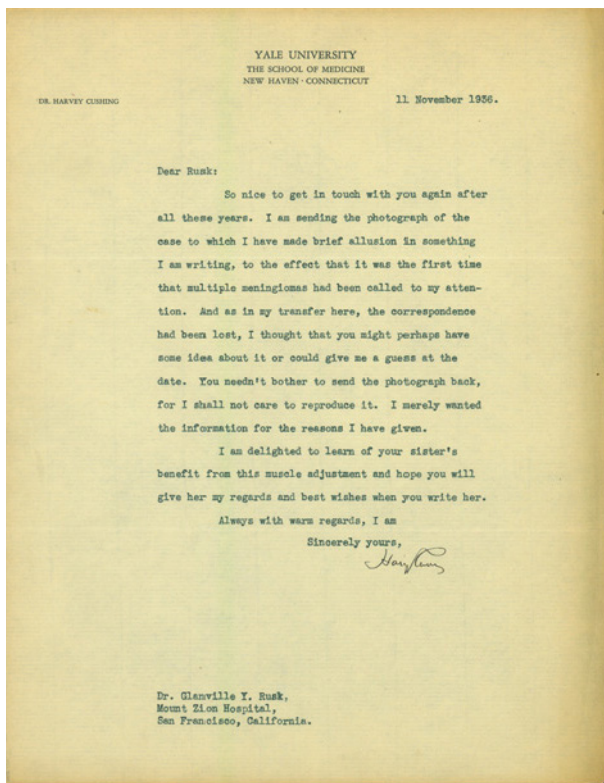 YALE UNIVERSITY
THE SCHOOL OF MEDICINE
NEW HAVEN · CONNECTICUT
DR. HARVEY CUSHING
11 November 1936.
Dear Rusk:
So nice to get in touch with you again after
all these years. I am sending the photograph of the
case to which I have made brief allusion in something
I am writing, to the effect that it was the first time
that multiple meningiomas had been called to my atten-
tion. And as in my transfer here, the correspondence
had been lost, I thought that you might perhaps have
some idea about it or could give me a guess at the
date. You needn't bother to send the photograph back,
for I shall not care to reproduce it. I merely wanted
the information for the reasons I have given.
I am delighted to learn of your sister's
benefit from this muscle adjustment and hope you will
give her my regards and best wishes when you write her.
Always with warm regards, I am
Sincerely yours,
Dr. Glanville Y. Rusk,
Mount Zion Hospital,
San Francisco, California.